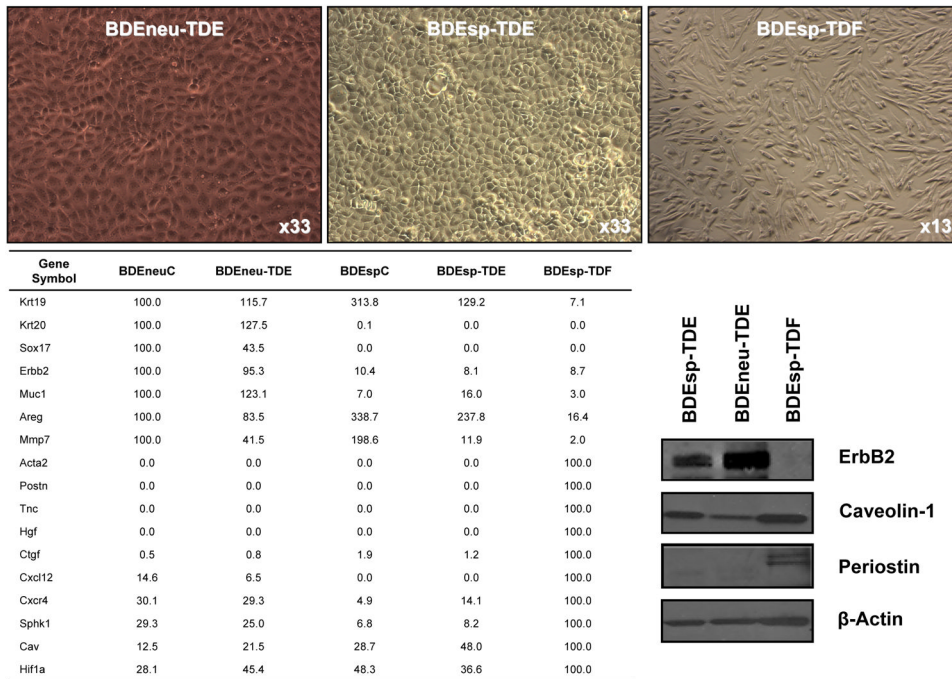 BDEneu-TDE
BDEsp-TDE
BDEsp-TDF
x33
x33
x13
Gene Symbol BDEneuC BDEneu-TDE BDEspC BDEsp-TDE BDEsp-TDF
Krt19 100.0 115.7 313.8 129.2 7.1
Krt20 100.0 127.5 0.1 0.0 0.0
Sox17 100.0 43.5 0.0 0.0 0.0
Erbb2 100.0 95.3 10.4 8.1 8.7
Muc1 100.0 123.1 7.0 16.0 3.0
Areg 100.0 83.5 338.7 237.8 16.4
Mmp7 100.0 41.5 198.6 11.9 2.0
Acta2 0.0 0.0 0.0 0.0 100.0
Postn 0.0 0.0 0.0 0.0 100.0
Tnc 0.0 0.0 0.0 0.0 100.0
Hgf 0.0 0.0 0.0 0.0 100.0
Ctgf 0.5 0.8 1.9 1.2 100.0
Cxcl12 14.6 6.5 0.0 0.0 100.0
Cxcr4 30.1 29.3 4.9 14.1 100.0
Sphk1 29.3 25.0 6.8 8.2 100.0
Cav 12.5 21.5 28.7 48.0 100.0
Hif1a 28.1 45.4 48.3 36.6 100.0
BDEsp-TDE
BDEneu-TDE
BDEsp-TDF
ErbB2
Caveolin-1
Periostin
β-Actin